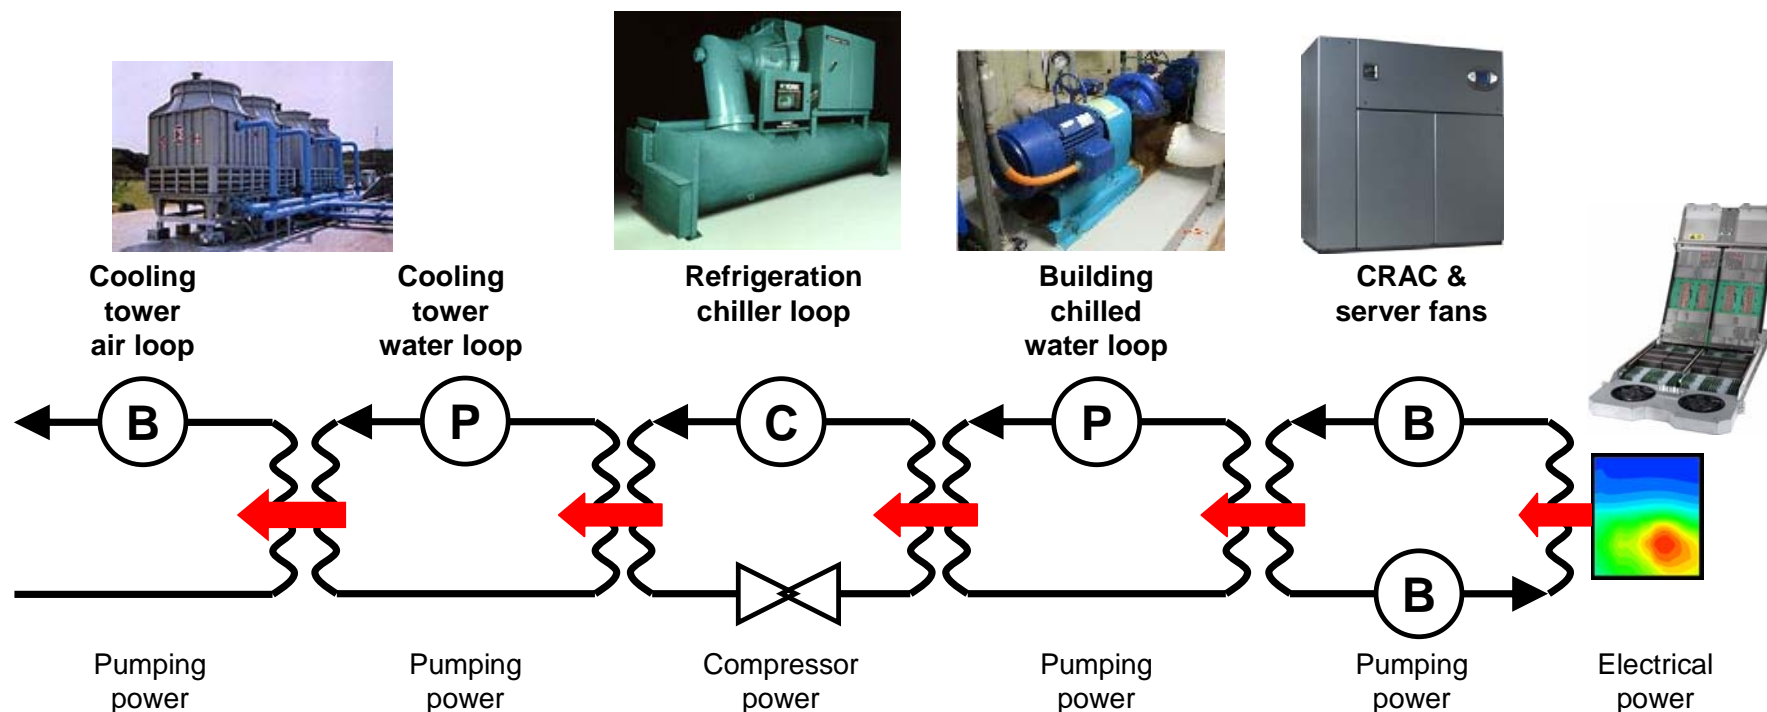 Cooling
tower
air loop
Cooling
tower
water loop
Refrigeration
chiller loop
Building
chilled
water loop
CRAC &
server fans
B
P
C
P
B
B
Pumping
power
Pumping
power
Compressor
power
Pumping
power
Pumping
power
Electrical
power